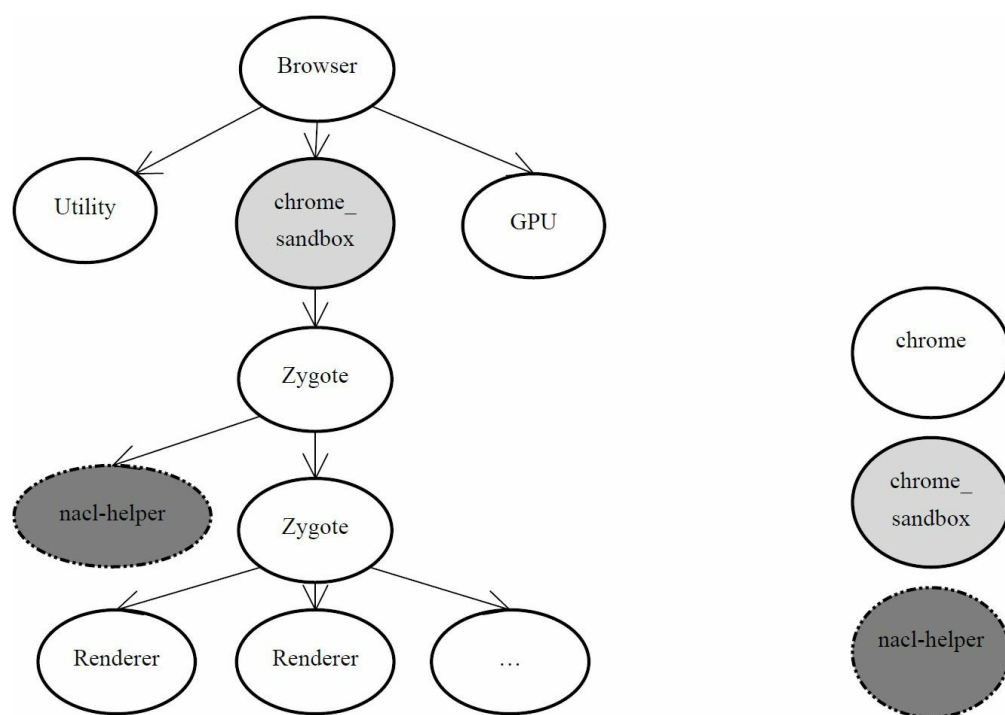 Browser
Utility
chrome_
sandbox
GPU
Zygote
nacl-helper
Zygote
Renderer
Renderer
…
chrome
chrome_
sandbox
nacl-helper